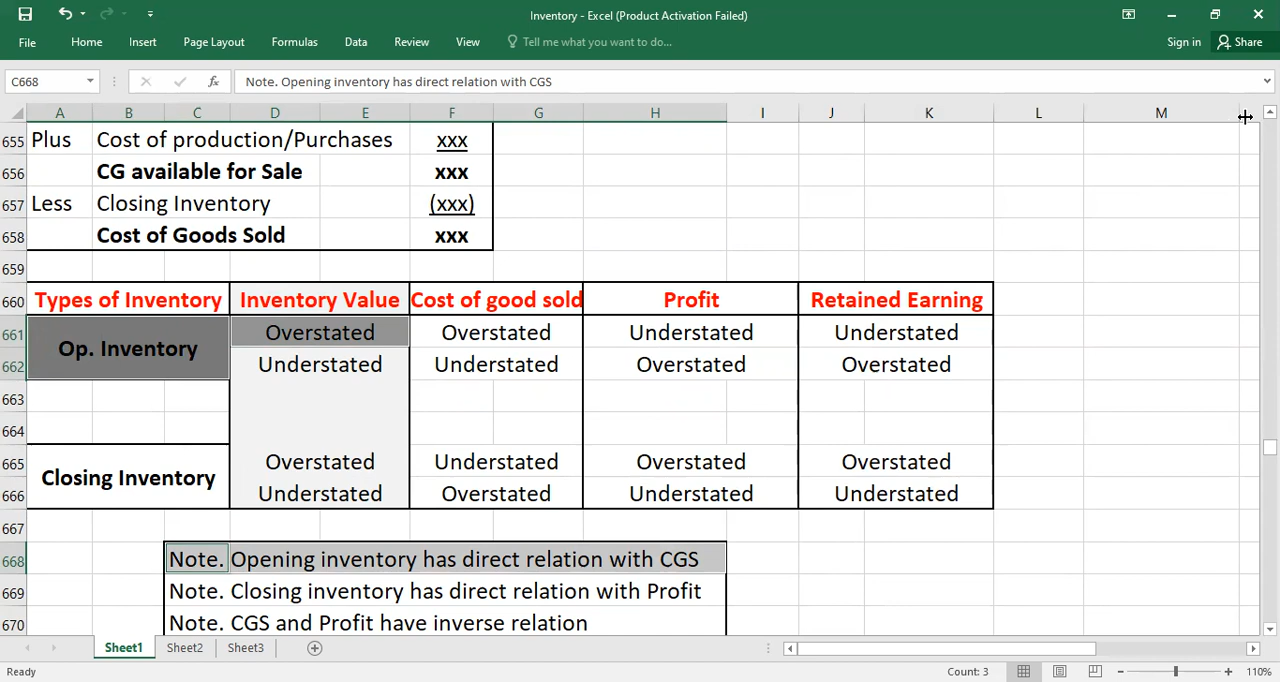 Inventory - Excel (Product Activation Failed)
File Home Insert Page Layout Formulas Data Review View Tell me what you want to do... Sign in Share
C668 fx Note. Opening inventory has direct relation with CGS
A B C D E F G H I J K L M
655 Plus Cost of production/Purchases xxx
656 CG available for Sale xxx
657 Less Closing Inventory (xxx)
658 Cost of Goods Sold xxx
659
660 Types of Inventory Inventory Value Cost of good sold Profit Retained Earning
661 Overstated Overstated Understated Understated
Op. Inventory
662 Understated Understated Overstated Overstated
663
664
665 Overstated Understated Overstated Overstated
Closing Inventory
666 Understated Overstated Understated Understated
667
668 Note. Opening inventory has direct relation with CGS
669 Note. Closing inventory has direct relation with Profit
670 Note. CGS and Profit have inverse relation
Sheet1 Sheet2 Sheet3
Ready Count: 3 110%